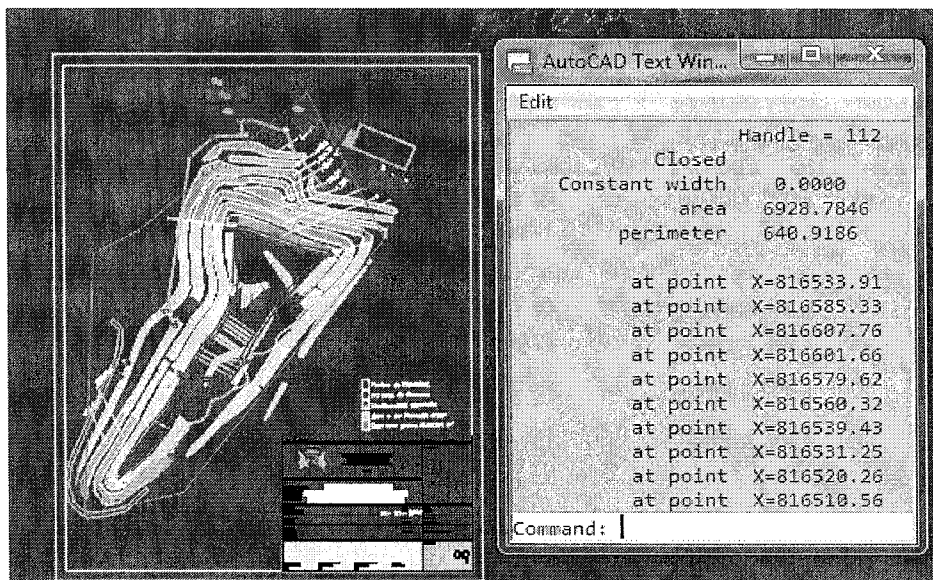 AutoCAD Text Win...
Edit
Handle = 112
Closed
Constant width 0.0000
area 6928.7846
perimeter 640.9186
at point X=816533.91
at point X=816585.33
at point X=816607.76
at point X=816601.66
at point X=816579.62
at point X=816560.32
at point X=816539.43
at point X=816531.25
at point X=816520.26
at point X=816510.56
Command:
09